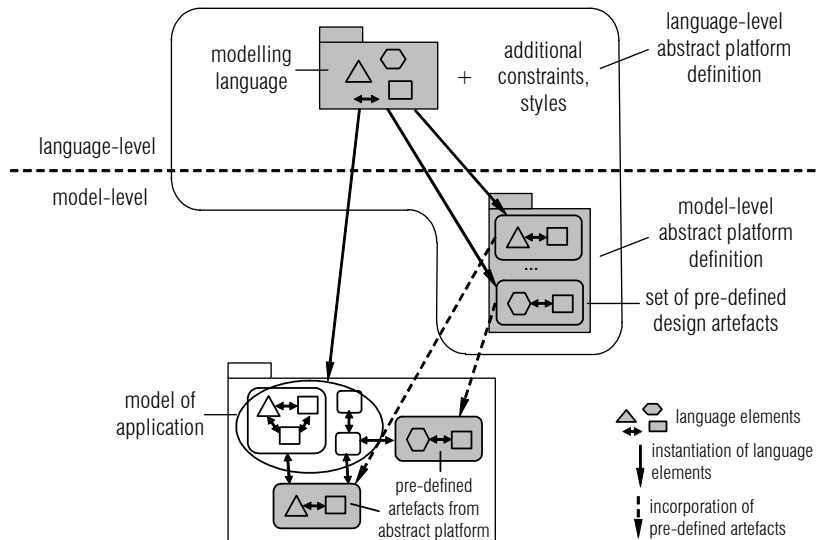 language-level
abstract platform
definition
modelling
language
+
additional
constraints,
styles
language-level
model-level
model-level
abstract platform
definition
...
set of pre-defined
design artefacts
model of
application
pre-defined
artefacts from
abstract platform
language elements
instantiation of language
elements
incorporation of
pre-defined artefacts